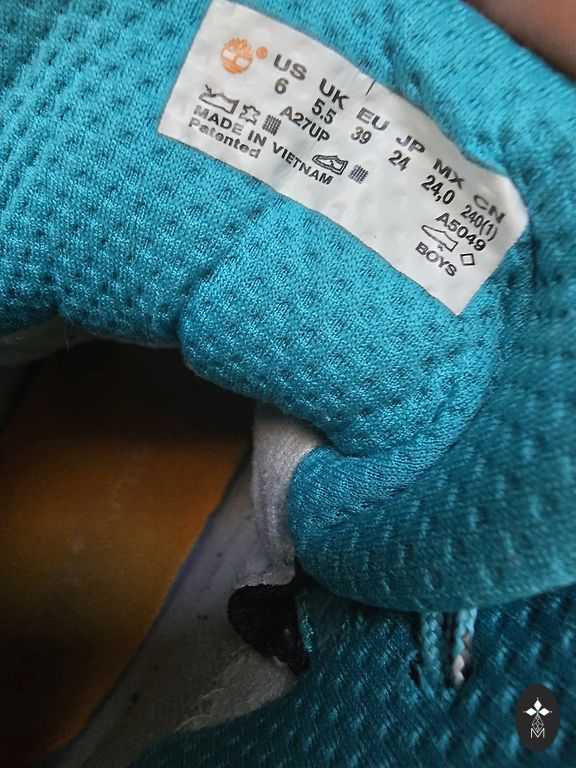 ® US UK EU JP MX CN
6 5.5 39 24 24,0 240(1)
A27UP A5049
MADE IN VIETNAM BOYS
Patented
M